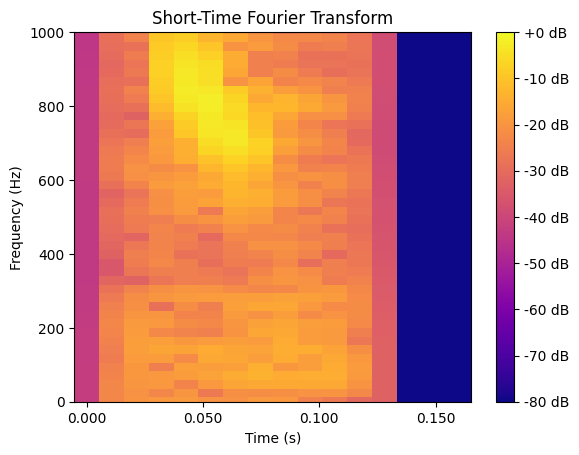 Short-Time Fourier Transform
1000
800
600
400
200
0
Frequency (Hz)
0.000
0.050
0.100
0.150
Time (s)
+0 dB
-10 dB
-20 dB
-30 dB
-40 dB
-50 dB
-60 dB
-70 dB
-80 dB